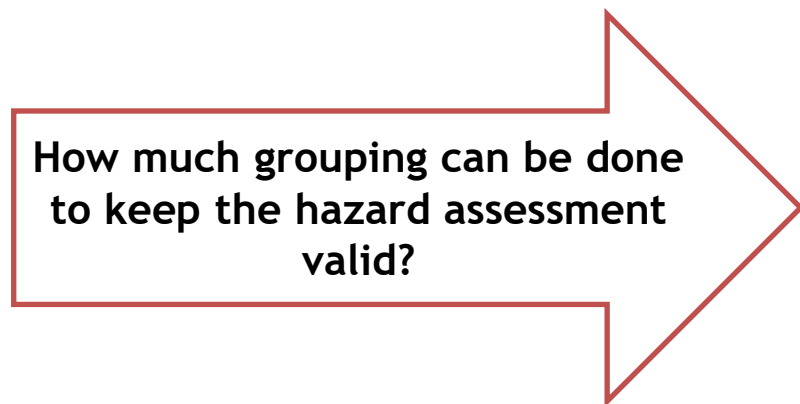 How much grouping can be done
to keep the hazard assessment
valid?